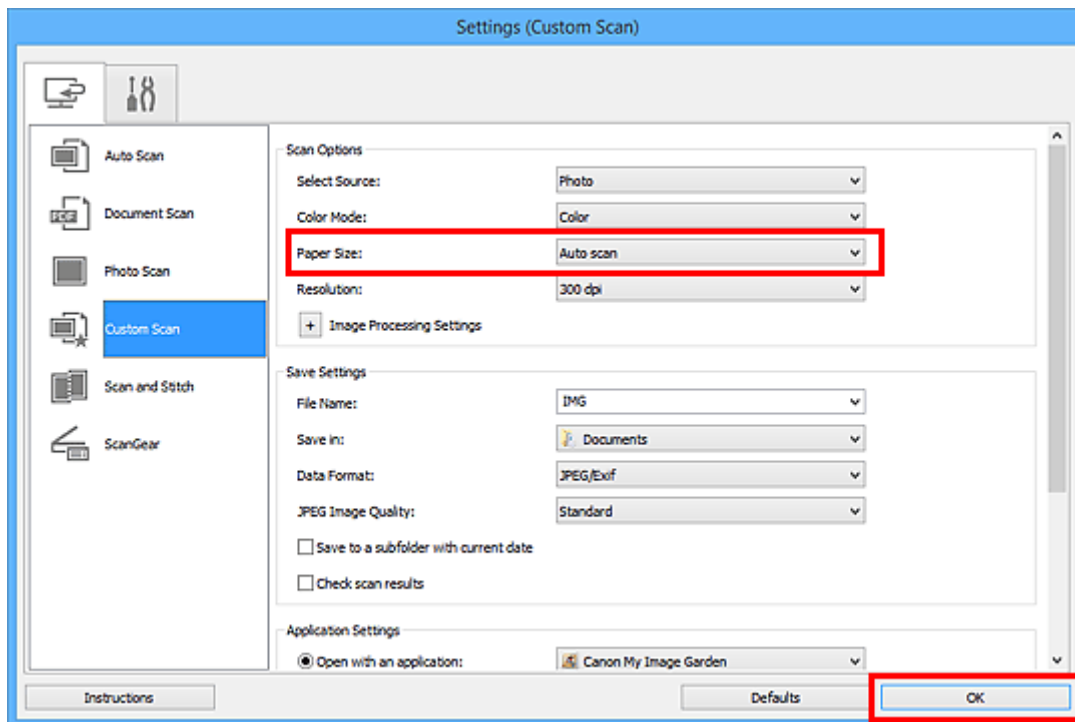 Settings (Custom Scan)
Auto Scan
PDF
Document Scan
Photo Scan
Custom Scan
Scan and Stitch
ScanGear
Scan Options
Select Source: Photo
Color Mode: Color
Paper Size: Auto scan
Resolution: 300 dpi
+ Image Processing Settings
Save Settings
File Name: IMG
Save in: Documents
Data Format: JPEG/Exif
JPEG Image Quality: Standard
Save to a subfolder with current date
Check scan results
Application Settings
Open with an application: Canon My Image Garden
Instructions Defaults OK